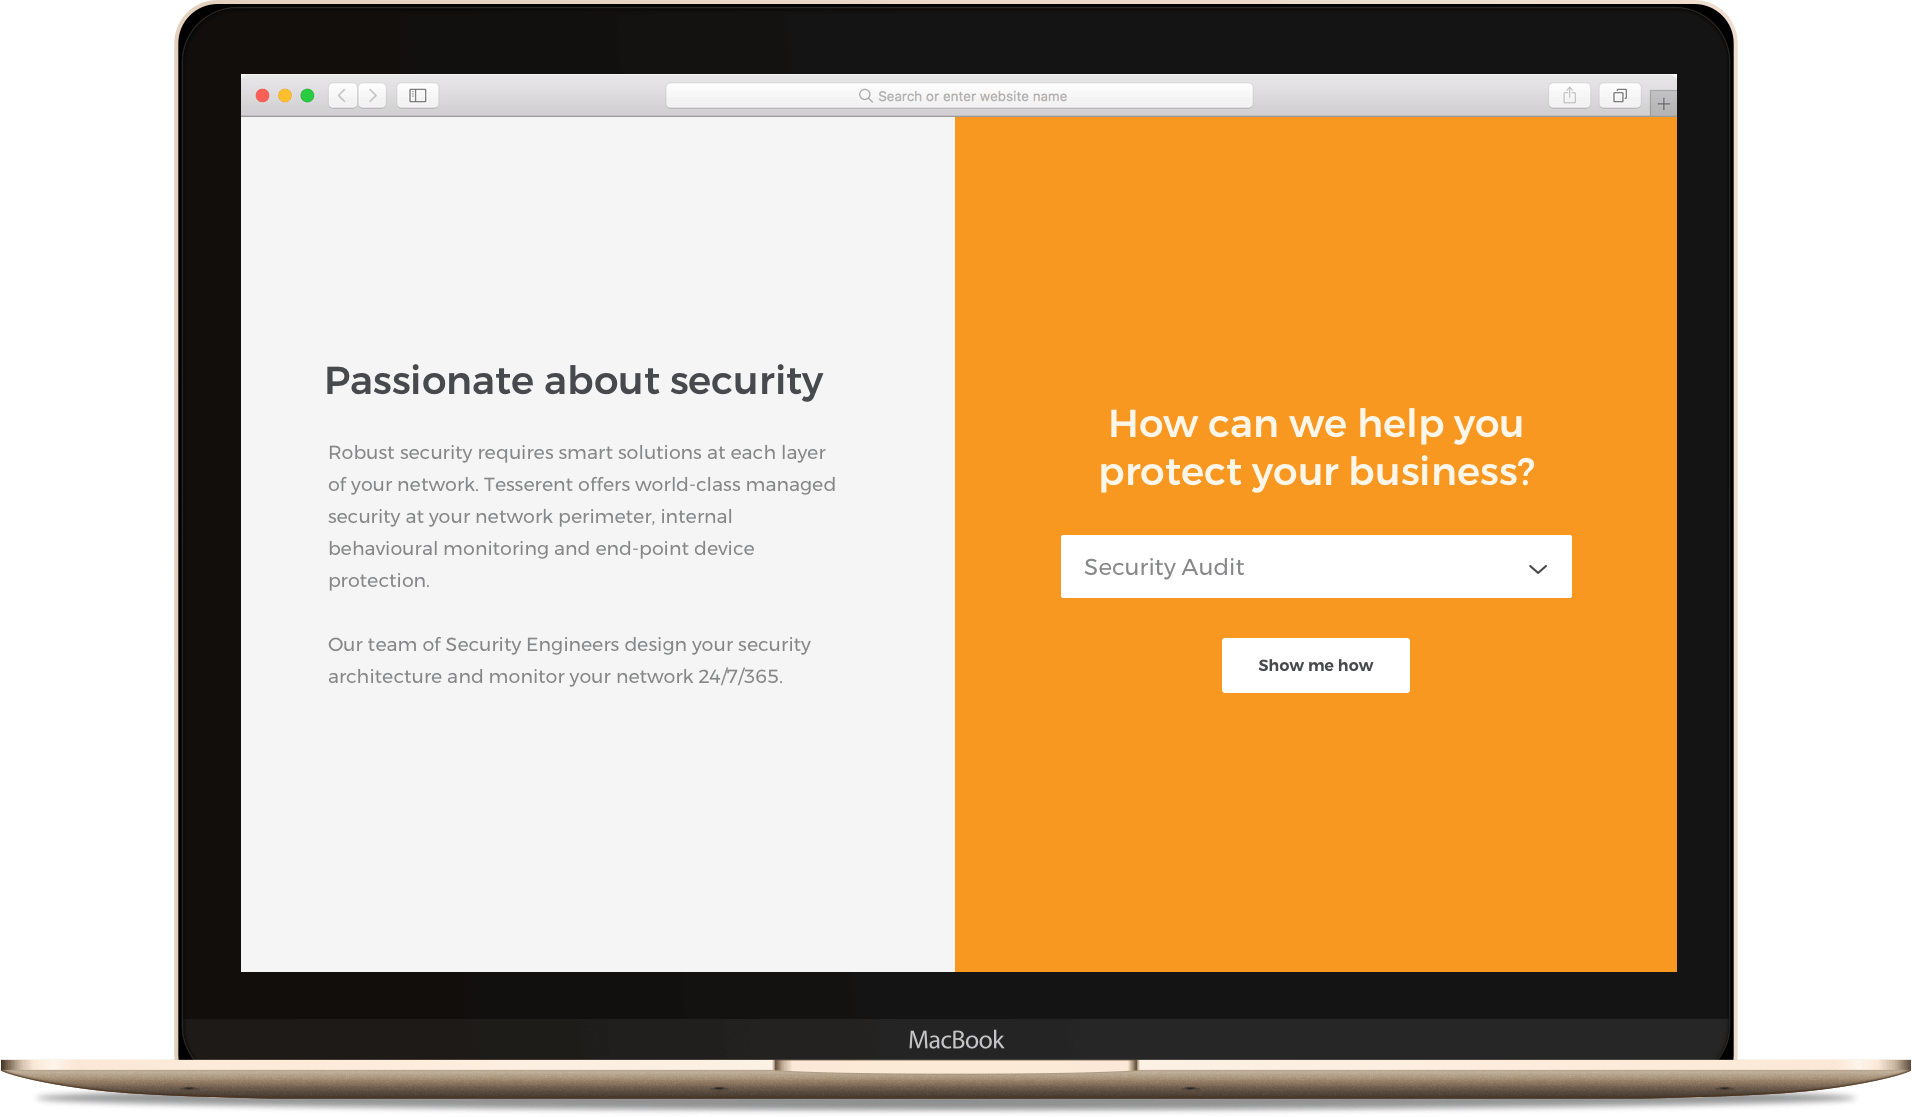 Search or enter website name
Passionate about security
Robust security requires smart solutions at each layer
of your network. Tesserent offers world-class managed
security at your network perimeter, internal
behavioural monitoring and end-point device
protection.
Our team of Security Engineers design your security
architecture and monitor your network 24/7/365.
How can we help you
protect your business?
Security Audit
Show me how
MacBook